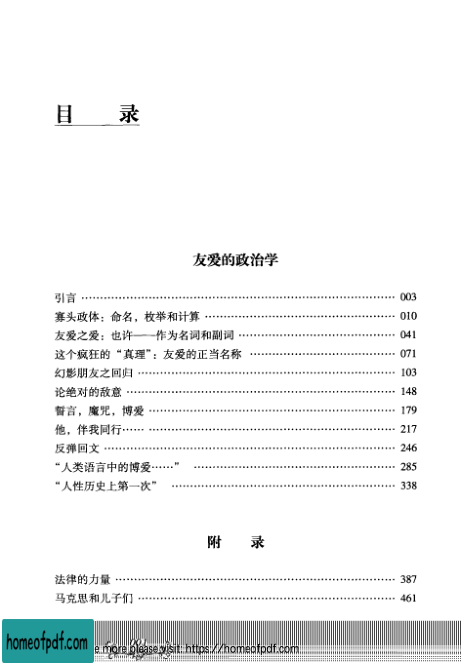 目 录
友爱的政治学
引言 …… 003
寡头政体：命名，枚举和计算 …… 010
友爱之爱：也许——作为名词和副词 …… 041
这个疯狂的“真理”：友爱的正当名称 …… 071
幻影朋友之回归 …… 103
论绝对的敌意 …… 148
誓言，魔咒，博爱 …… 179
他，伴我同行…… …… 217
反弹回文 …… 246
“人类语言中的博爱……” …… 285
“人性历史上第一次” …… 338
附 录
法律的力量 …… 387
马克思和儿子们 …… 461
homeofpdf.com
more please visit: https://homeofpdf.com